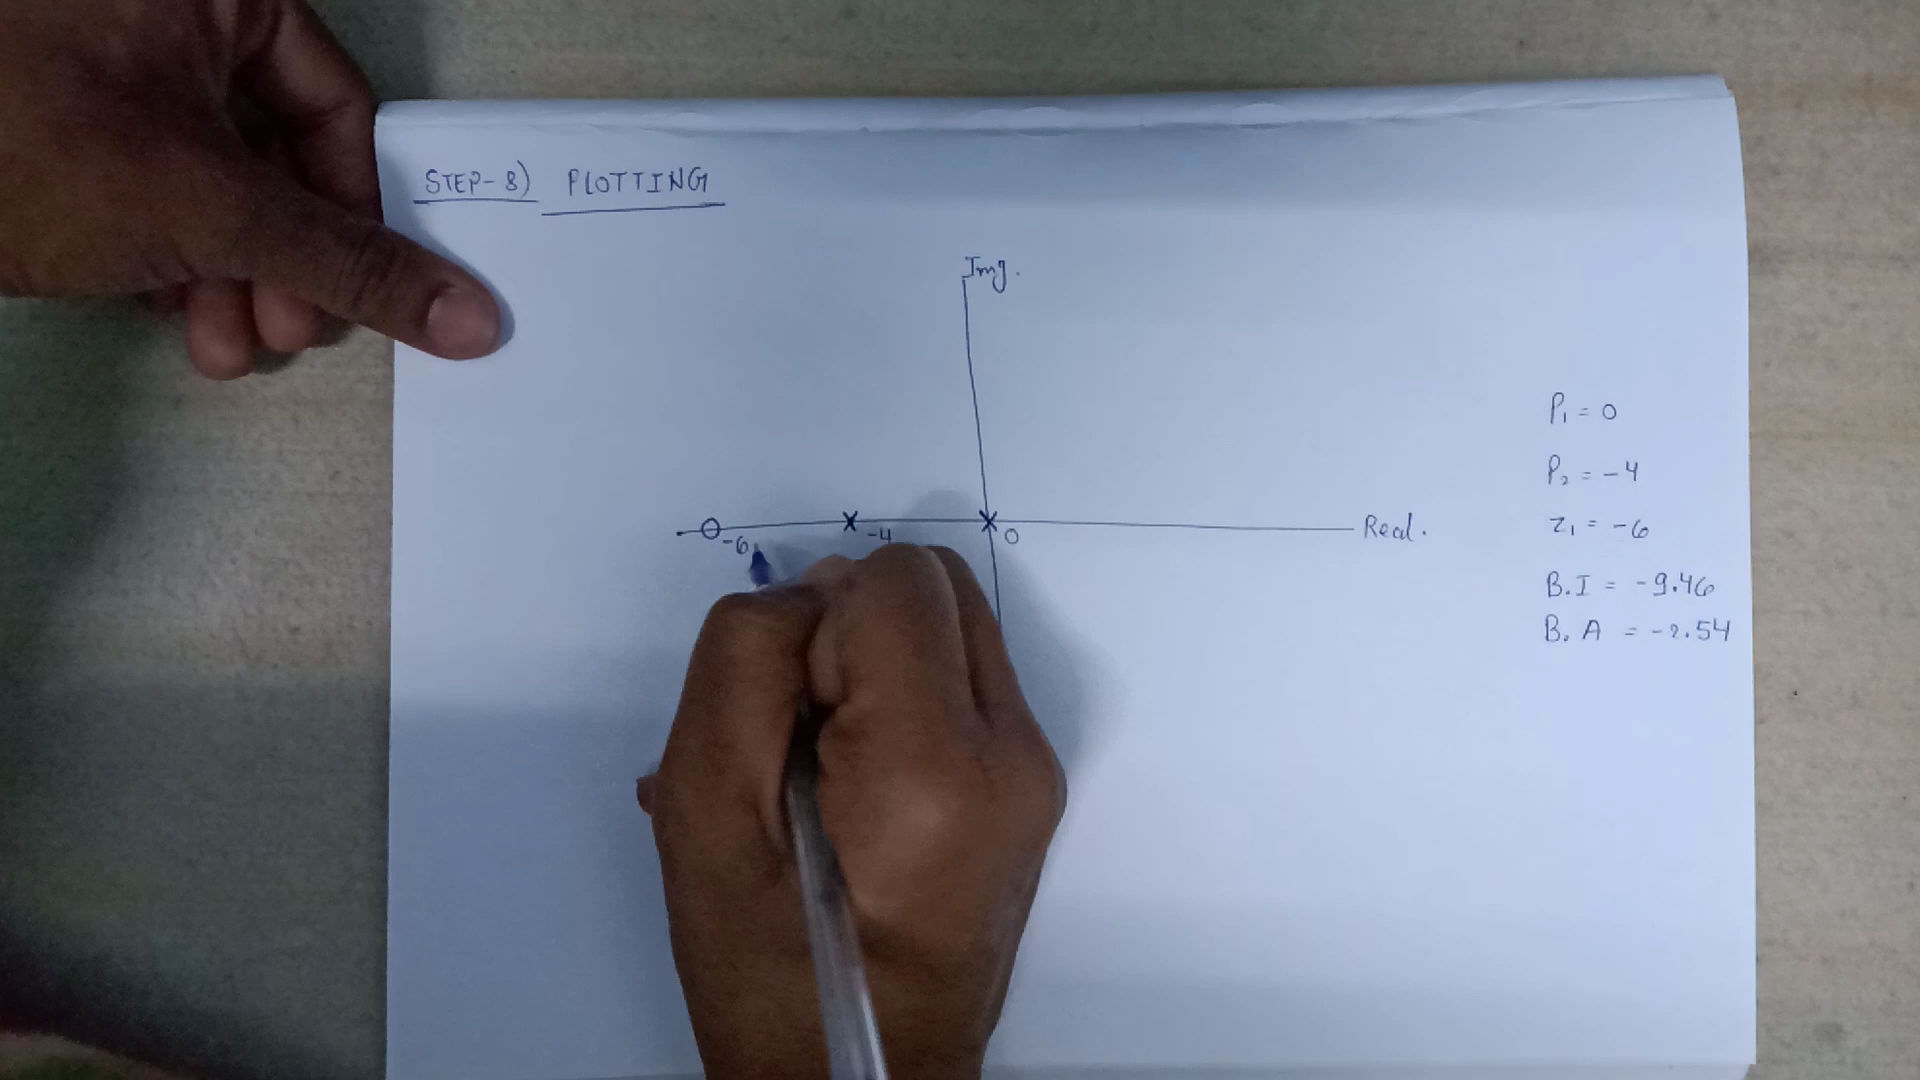 STEP-8) PLOTTING
Img.
-6
-4
0
Real.
P₁ = 0
P₂ = -4
Z₁ = -6
B.I = -9.46
B.A = -2.54